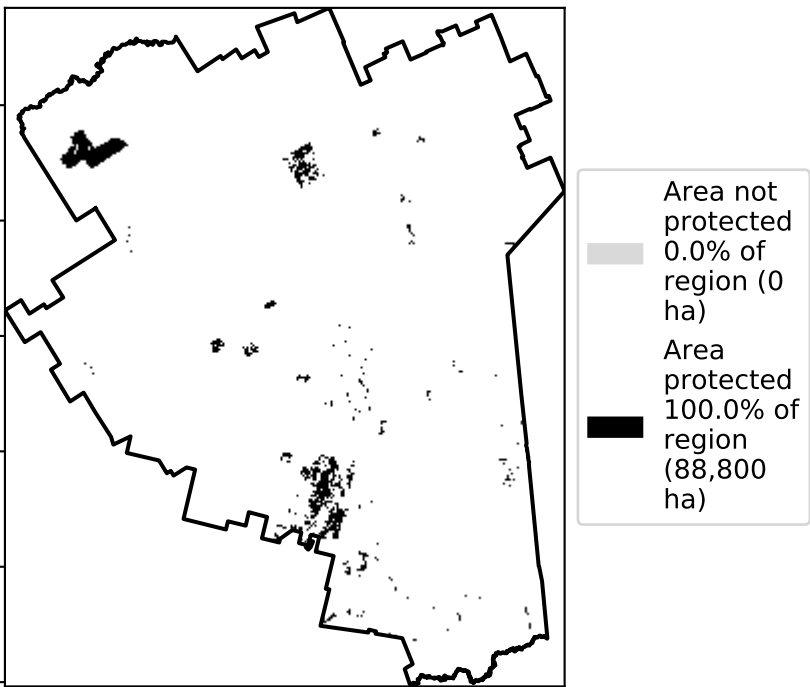 Area not
protected
0.0% of
region (0
ha)
Area
protected
100.0% of
region
(88,800
ha)